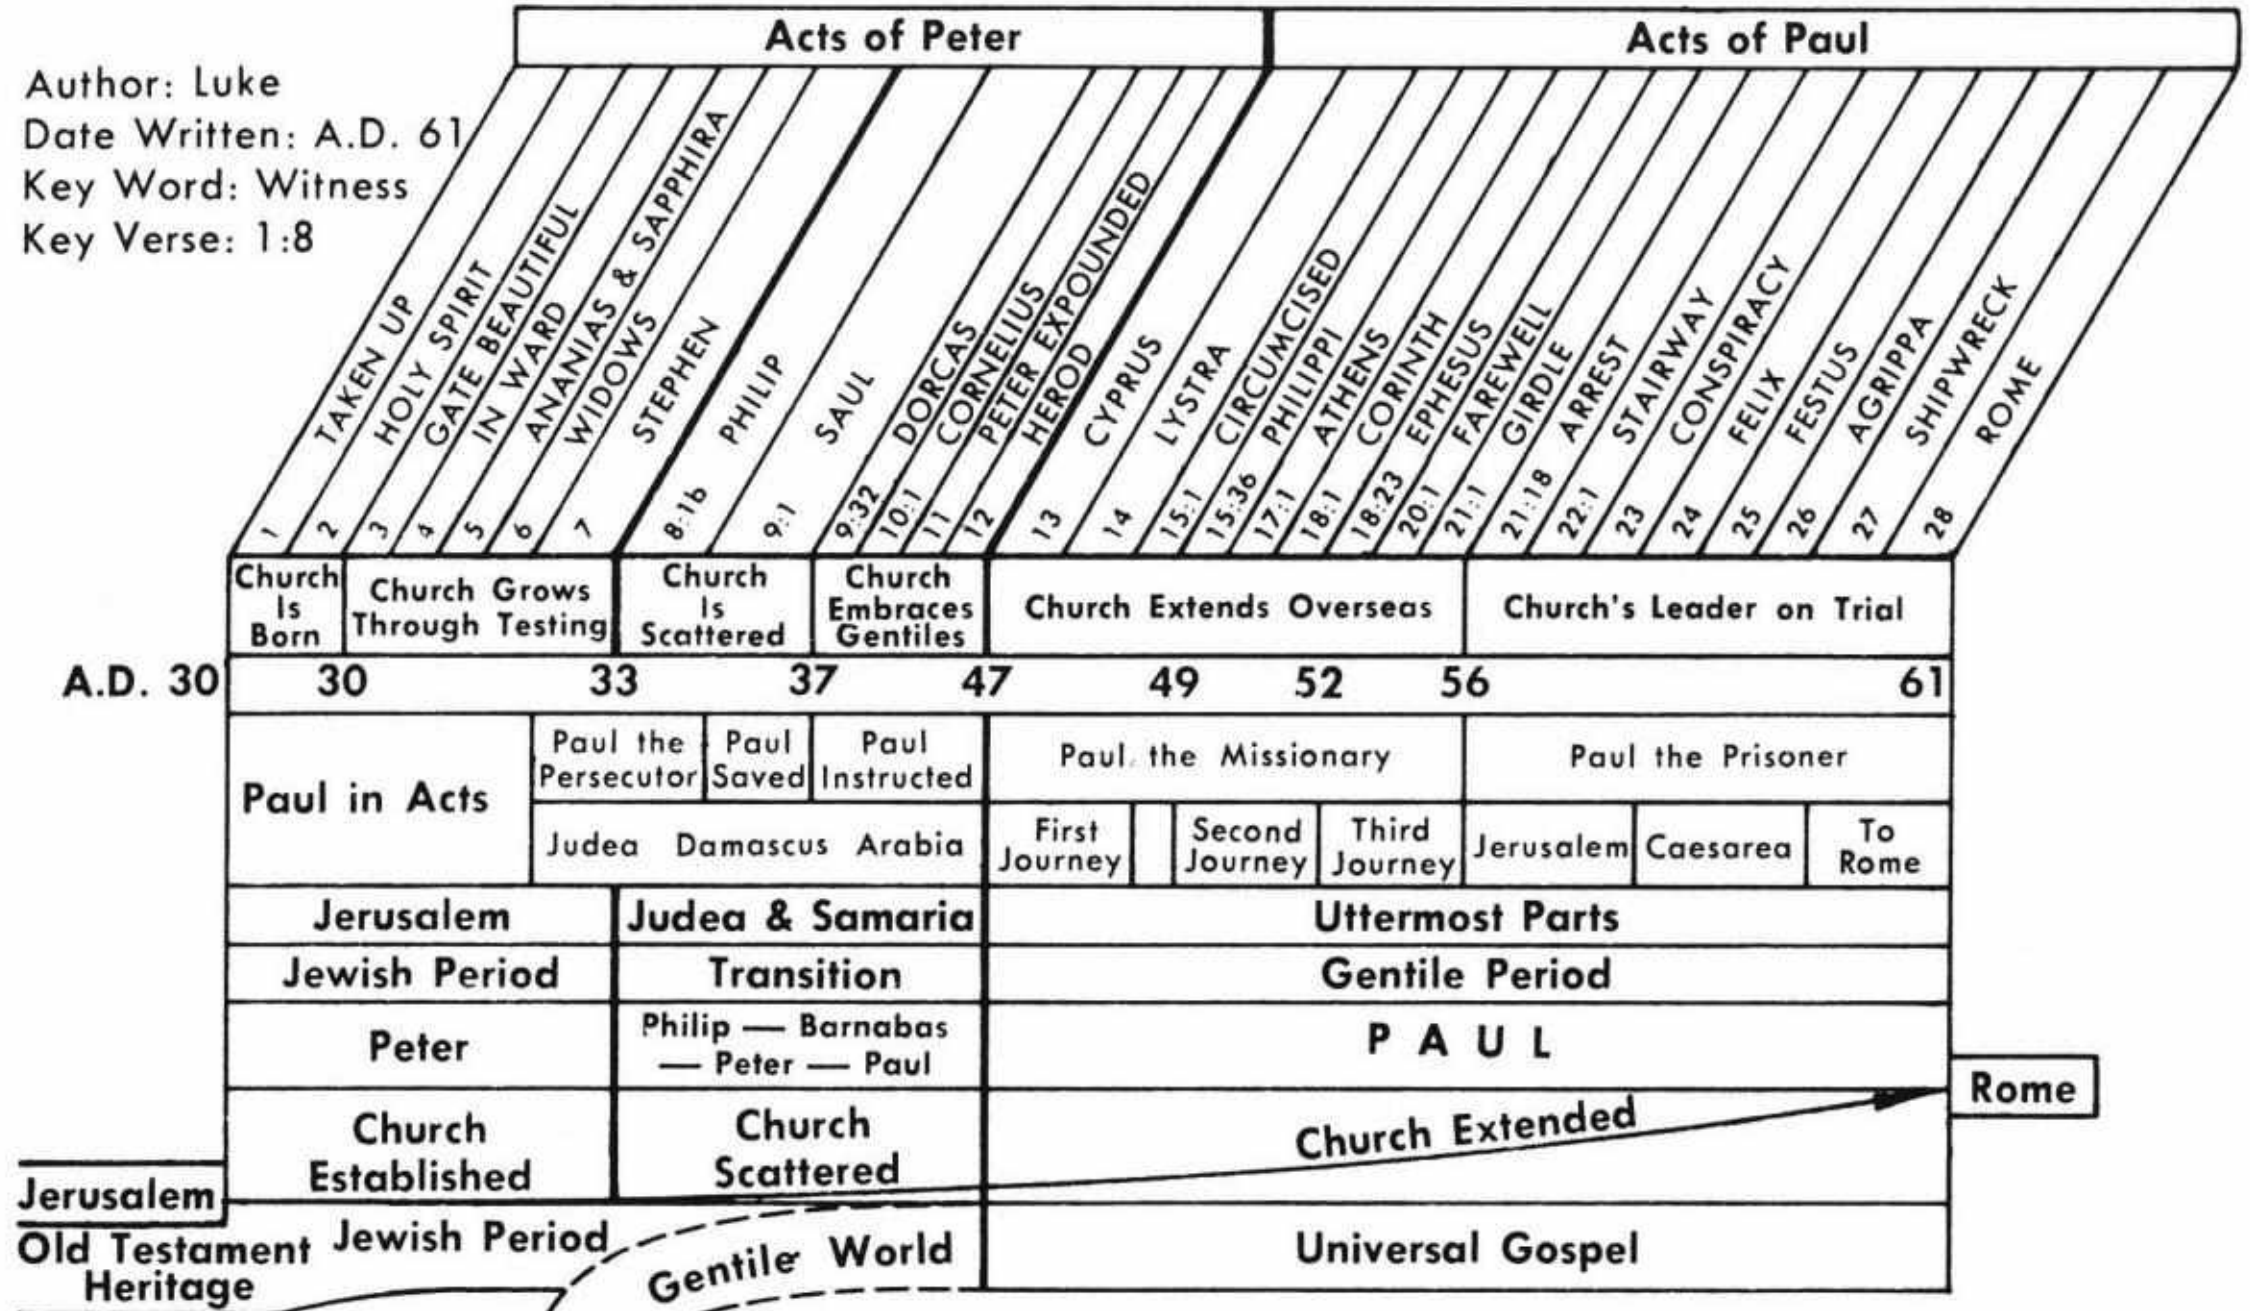 Acts of Peter
Acts of Paul
Author: Luke
Date Written: A.D. 61
Key Word: Witness
Key Verse: 1:8
TAKEN UP
HOLY SPIRIT
GATE BEAUTIFUL
IN WARD
ANANIAS & SAPPHIRA
WIDOWS
STEPHEN
PHILIP
SAUL
DORCAS
CORNELIUS
PETER EXPOUNDED
HEROD
CYPRUS
LYSTRA
CIRCUMCISED
PHILIPPI
ATHENS
CORINTH
EPHESUS
FAREWELL
GIRDLE
ARREST
STAIRWAY
CONSPIRACY
FELIX
FESTUS
AGRIPPA
SHIPWRECK
ROME
1
2
3
4
5
6
7
8:1b
9:1
9:32
10:1
11
12
13
14
15:1
15:36
17:1
18:1
18:23
20:1
21:1
21:18
22:1
23
24
25
26
27
28
Church
Is
Born
Church Grows
Through Testing
Church
Is
Scattered
Church
Embraces
Gentiles
Church Extends Overseas
Church's Leader on Trial
A.D. 30
30
33
37
47
49
52
56
61
Paul in Acts
Paul the
Persecutor
Paul
Saved
Paul
Instructed
Paul the Missionary
Paul the Prisoner
Judea Damascus Arabia
First
Journey
Second
Journey
Third
Journey
Jerusalem
Caesarea
To
Rome
Jerusalem
Judea & Samaria
Uttermost Parts
Jewish Period
Transition
Gentile Period
Peter
Philip — Barnabas
— Peter — Paul
PAUL
Church
Established
Church
Scattered
Church Extended
Rome
Jerusalem
Old Testament
Heritage
Jewish Period
Gentile World
Universal Gospel